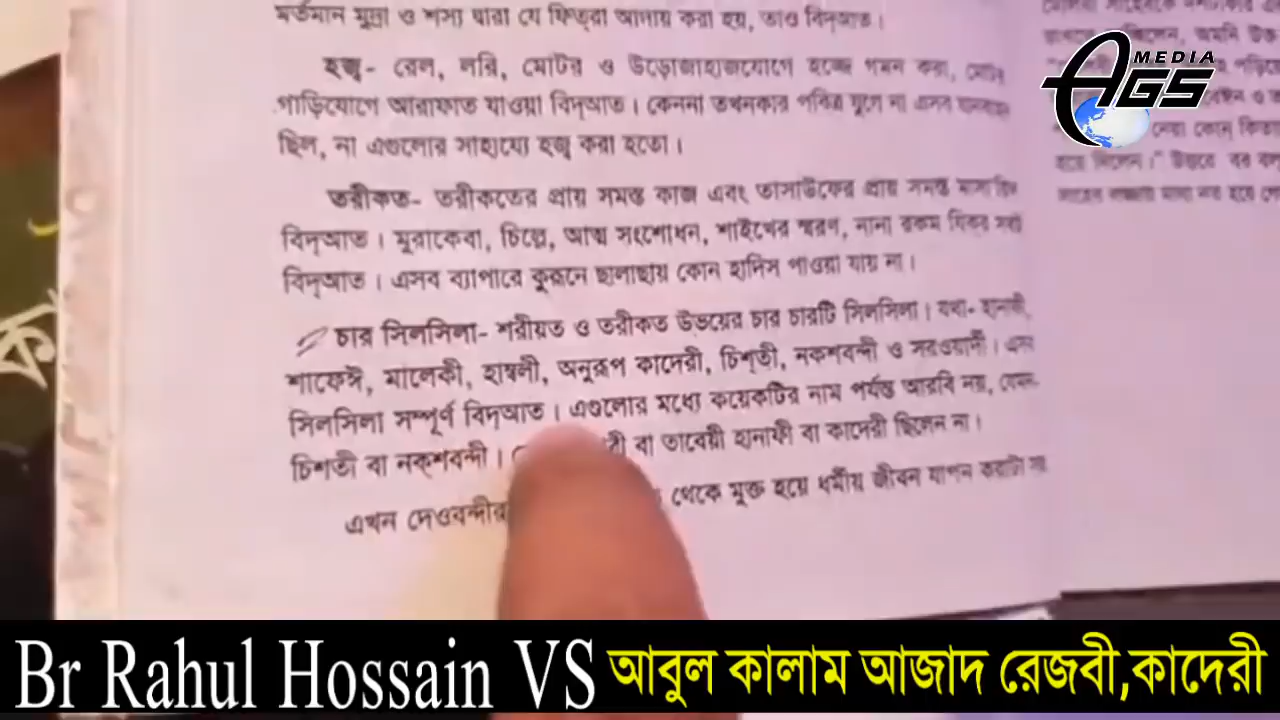 বর্তমান মুদ্রা ও শস্য দ্বারা যে ফিত্‌রা আদায় করা হয়, তাও বিদ্‌আত।
হজ্ব- রেল, লরি, মোটর ও উড়োজাহাজযোগে হজ্জে গমন করা, মোটর
গাড়িযোগে আরাফাত যাওয়া বিদ্‌আত। কেননা তখনকার পবিত্র যুগে না এসব যানবাহন
ছিল, না এগুলোর সাহায্যে হজ্ব করা হতো।
তরীকত- তরীকতের প্রায় সমস্ত কাজ এবং তাসাউফের প্রায় সমস্ত মাসায়িল
বিদ্‌আত। মুরাকেবা, চিল্লে, আত্ম সংশোধন, শাইখের স্মরণ, নানা রকম যিকর সবই
বিদ্‌আত। এসব ব্যাপারে কুরূনে ছালাছায় কোন হাদিস পাওয়া যায় না।
চার সিলসিলা- শরীয়ত ও তরীকত উভয়ের চার চারটি সিলসিলা। যথা- হানাফী,
শাফেঈ, মালেকী, হাম্বলী, অনুরূপ কাদেরী, চিশ্‌তী, নকশবন্দী ও সরওয়ার্দী। এসব
সিলসিলা সম্পূর্ণ বিদ্‌আত। এগুলোর মধ্যে কয়েকটির নাম পর্যন্ত আরবি নয়, যেমন-
চিশতী বা নক্‌শবন্দী। বা তাবেয়ী হানাফী বা কাদেরী ছিলেন না।
এখন দেওবন্দীর থেকে মুক্ত হয়ে ধর্মীয় জীবন যাপন করাটা
AGS MEDIA
Br Rahul Hossain VS আবুল কালাম আজাদ রেজবী,কাদেরী